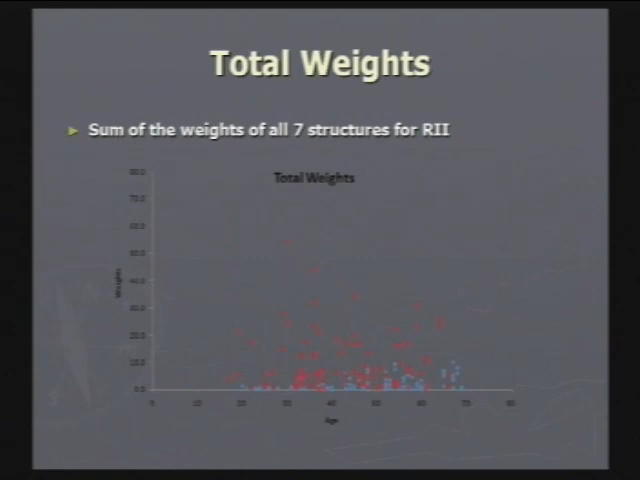 Total Weights
Sum of the weights of all 7 structures for RII
Total Weights
80.0
70.0
60.0
50.0
40.0
30.0
20.0
10.0
0.0
Weights
0 10 20 30 40 50 60 70 80
Age